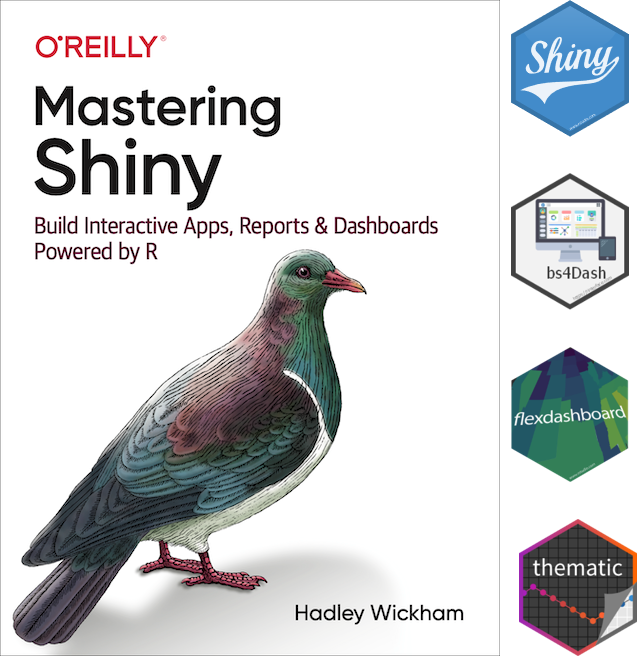 O'REILLY®
Mastering
Shiny
Build Interactive Apps, Reports & Dashboards
Powered by R
Hadley Wickham
Shiny
bs4Dash
flexdashboard
thematic